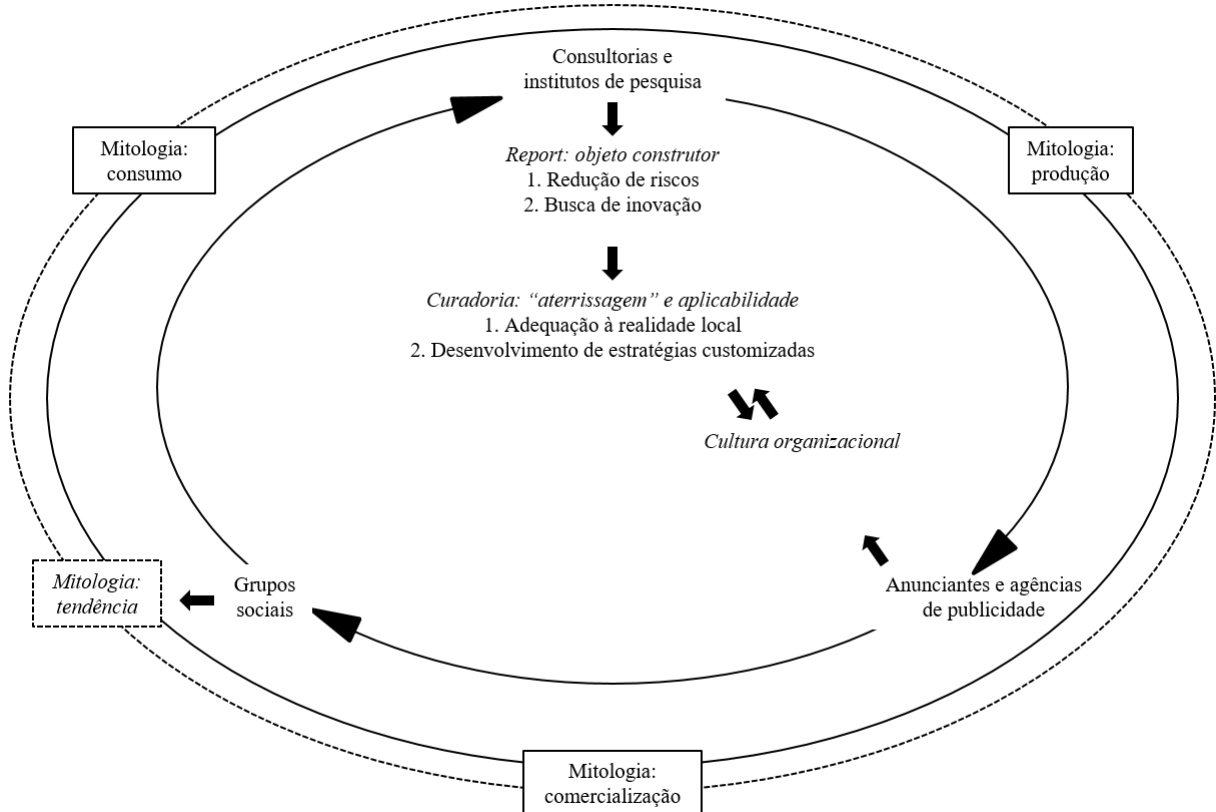 Consultorias e
institutos de pesquisa
Mitologia:
consumo
Mitologia:
produção
Report: objeto construtor
1. Redução de riscos
2. Busca de inovação
Curadoria: “aterrissagem” e aplicabilidade
1. Adequação à realidade local
2. Desenvolvimento de estratégias customizadas
Cultura organizacional
Mitologia:
tendência
Grupos
sociais
Anunciantes e agências
de publicidade
Mitologia:
comercialização